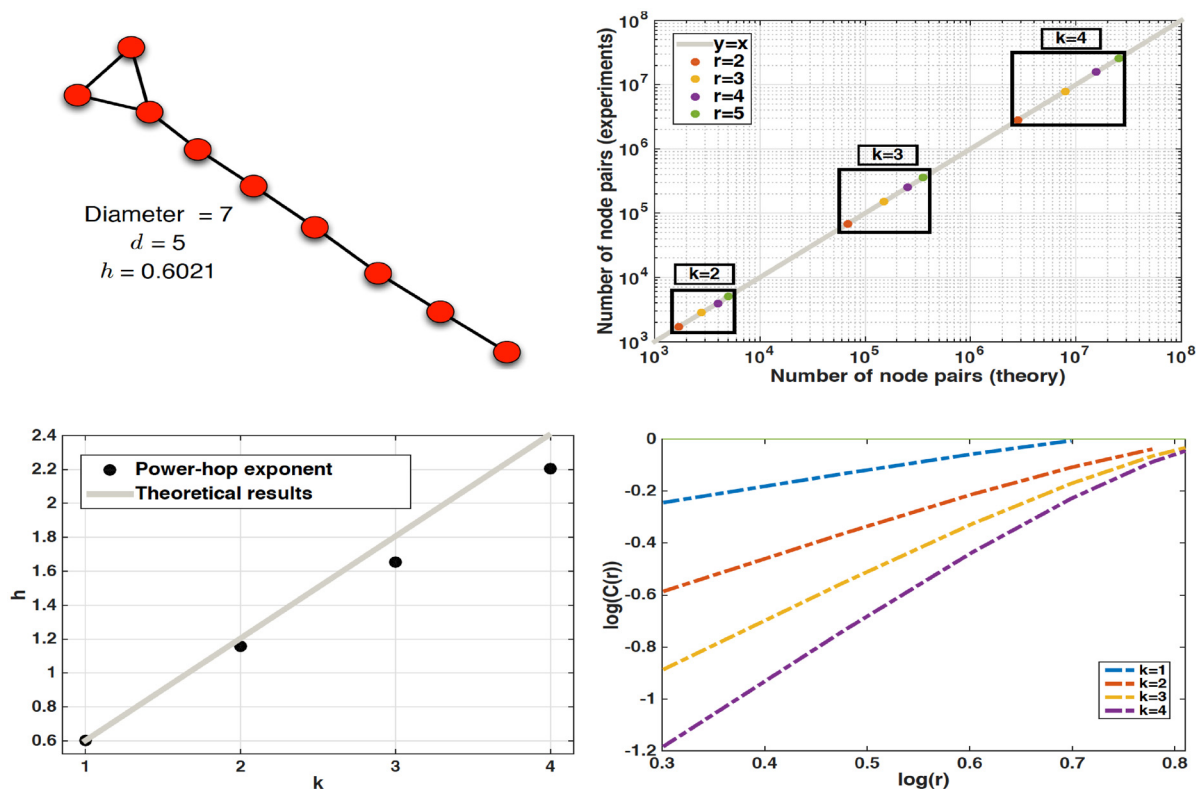 Diameter = 7
d = 5
h = 0.6021
10^8
10^7
10^6
10^5
10^4
10^3
Number of node pairs (experiments)
y=x
r=2
r=3
r=4
r=5
k=4
k=3
k=2
10^3 10^4 10^5 10^6 10^7 10^8
Number of node pairs (theory)
2.4
2.2
2
1.8
1.6
1.4
1.2
1
0.8
0.6
h
Power-hop exponent
Theoretical results
1 2 3 4
k
0
-0.2
-0.4
-0.6
-0.8
-1
-1.2
log(C(r))
k=1
k=2
k=3
k=4
0.3 0.4 0.5 0.6 0.7 0.8
log(r)